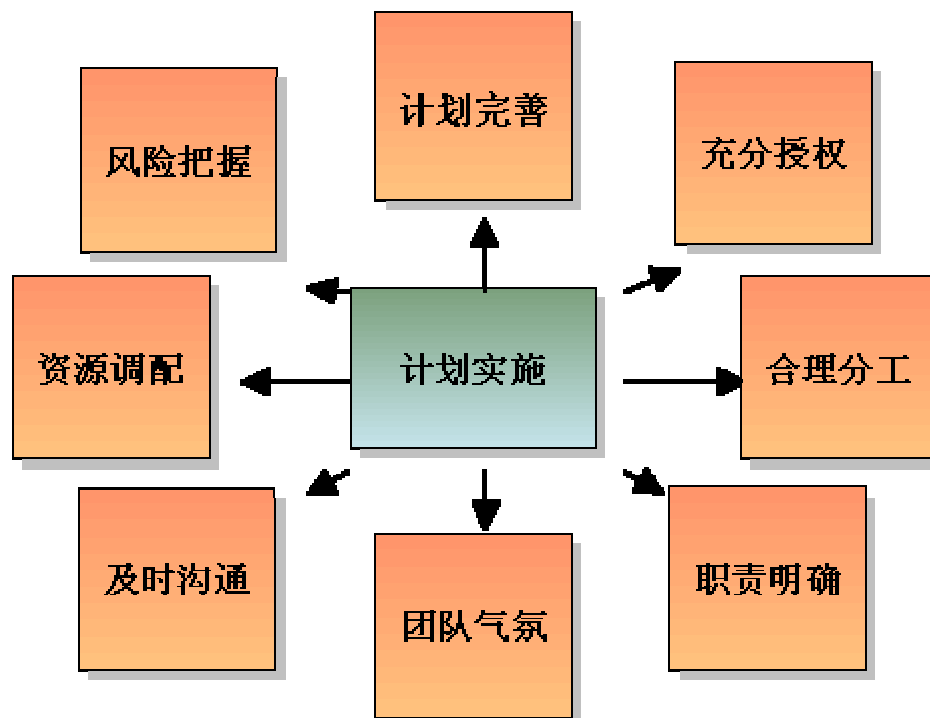 计划完善
风险把握
充分授权
资源调配
计划实施
合理分工
及时沟通
职责明确
团队气氛